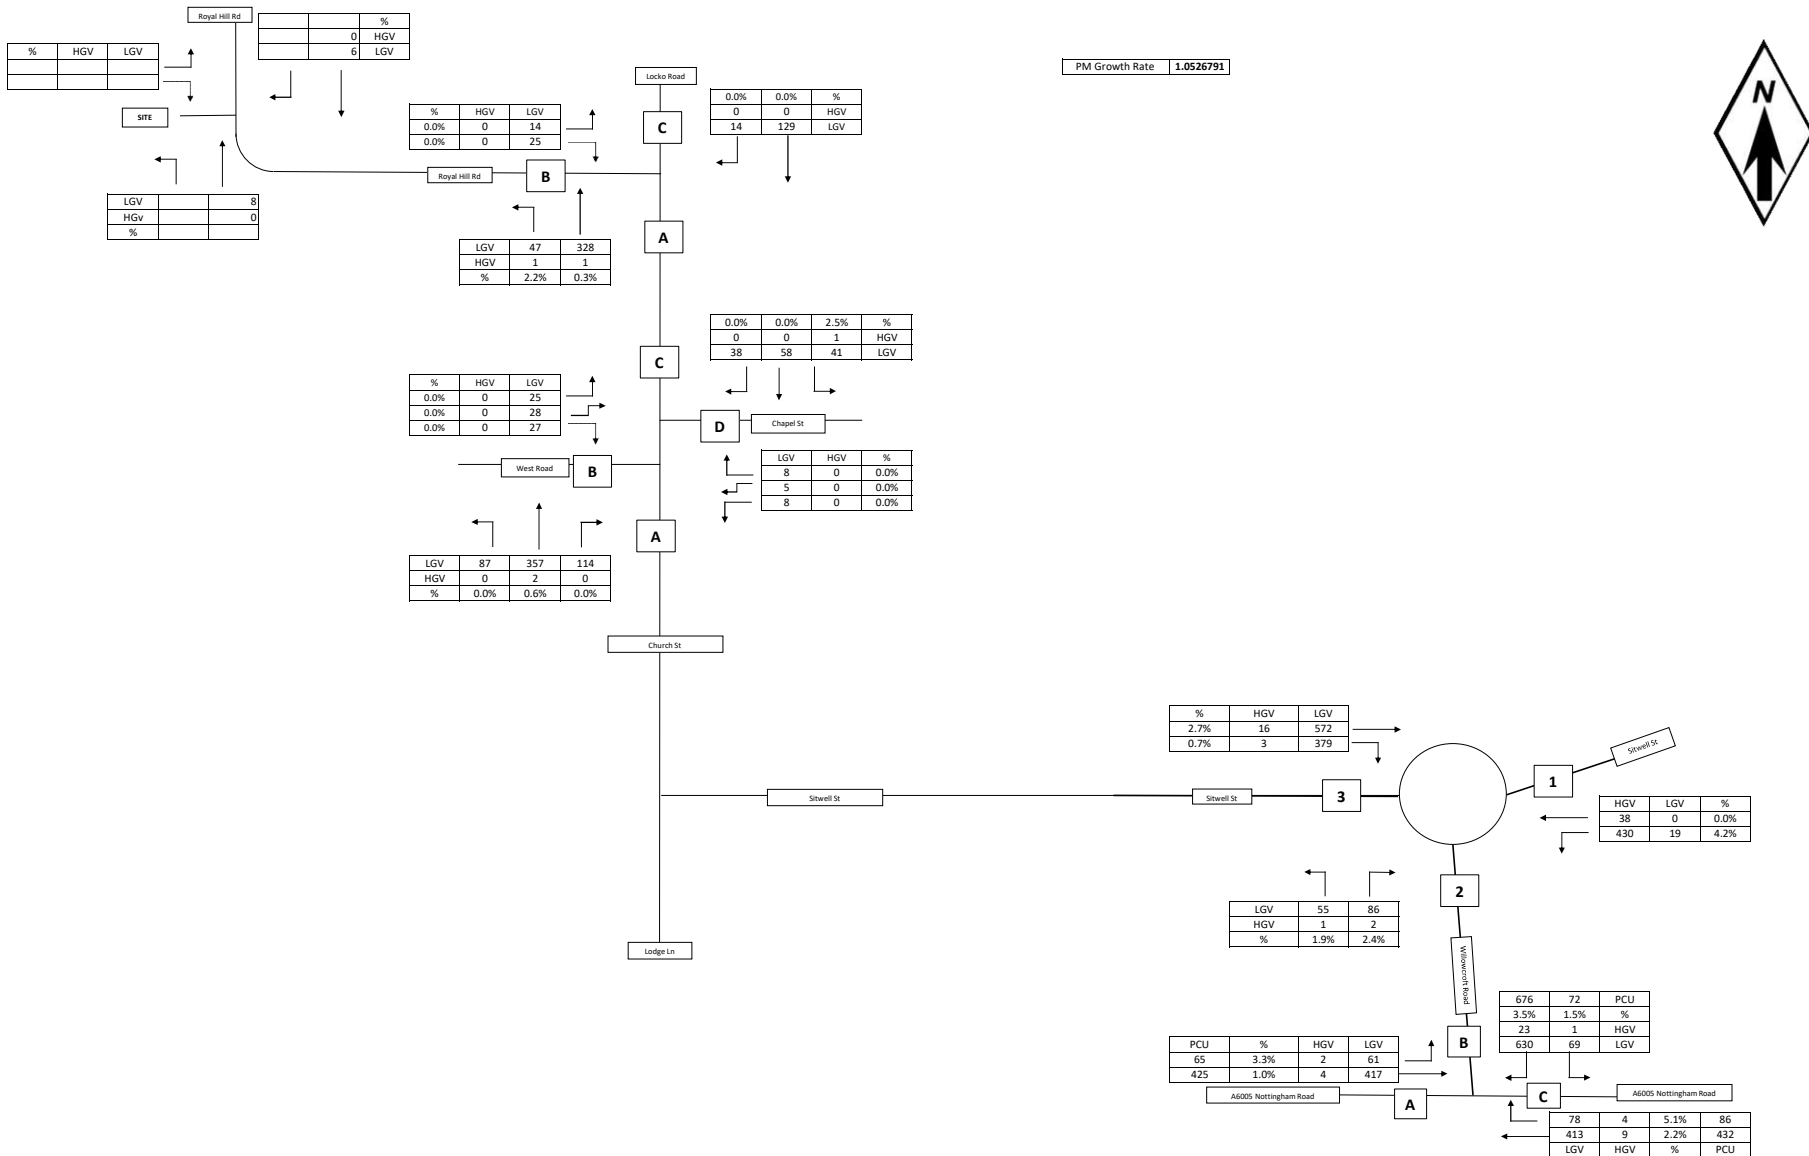 Royal Hill Rd
%
0 HGV
6 LGV
% HGV LGV
SITE
LGV 8
HGv 0
%
PM Growth Rate 1.0526791
N
Locko Road
C
0.0% 0.0% %
0 0 HGV
14 129 LGV
% HGV LGV
0.0% 0 14
0.0% 0 25
Royal Hill Rd
B
LGV 47 328
HGV 1 1
% 2.2% 0.3%
A
0.0% 0.0% 2.5% %
0 0 1 HGV
38 58 41 LGV
C
% HGV LGV
0.0% 0 25
0.0% 0 28
0.0% 0 27
D
Chapel St
West Road
B
LGV HGV %
8 0 0.0%
5 0 0.0%
8 0 0.0%
A
LGV 87 357 114
HGV 0 2 0
% 0.0% 0.6% 0.0%
Church St
% HGV LGV
2.7% 16 572
0.7% 3 379
Sitwell St
1
Sitwell St
Sitwell St
3
HGV LGV %
38 0 0.0%
430 19 4.2%
2
LGV 55 86
HGV 1 2
% 1.9% 2.4%
Lodge Ln
Willowcroft Road
676 72 PCU
3.5% 1.5% %
23 1 HGV
630 69 LGV
B
PCU % HGV LGV
65 3.3% 2 61
425 1.0% 4 417
A6005 Nottingham Road
A
C
A6005 Nottingham Road
78 4 5.1% 86
413 9 2.2% 432
LGV HGV % PCU